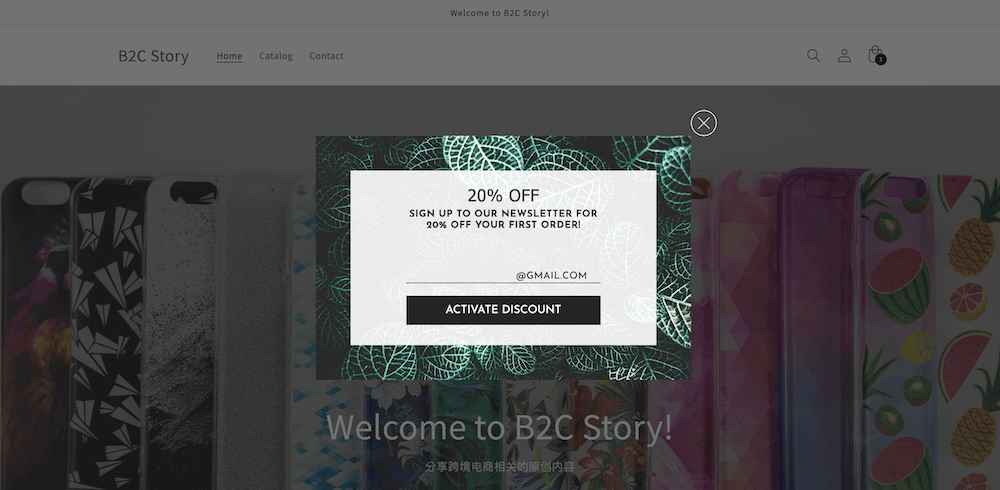 Welcome to B2C Story!
B2C Story
Home
Catalog
Contact
3
20% OFF
SIGN UP TO OUR NEWSLETTER FOR
20% OFF YOUR FIRST ORDER!
@GMAIL.COM
ACTIVATE DISCOUNT
Welcome to B2C Story!
分享跨境电商相关的原创内容